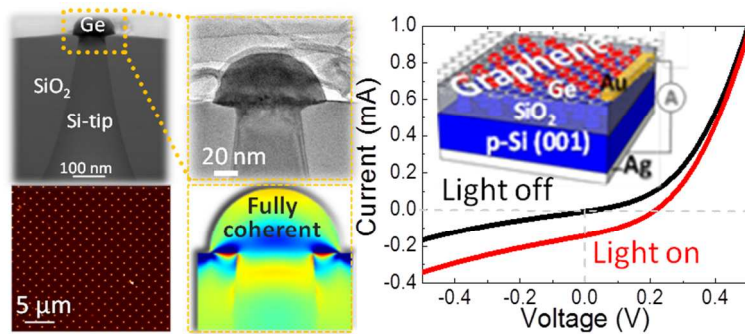 Ge
SiO2
Si-tip
100 nm
20 nm
5 μm
Fully
coherent
Current (mA)
1.0
0.8
0.6
0.4
0.2
0.0
-0.2
-0.4
Graphene
Au
Ge
SiO2
p-Si (001)
Ag
A
Light off
Light on
-0.4 -0.2 0.0 0.2 0.4
Voltage (V)